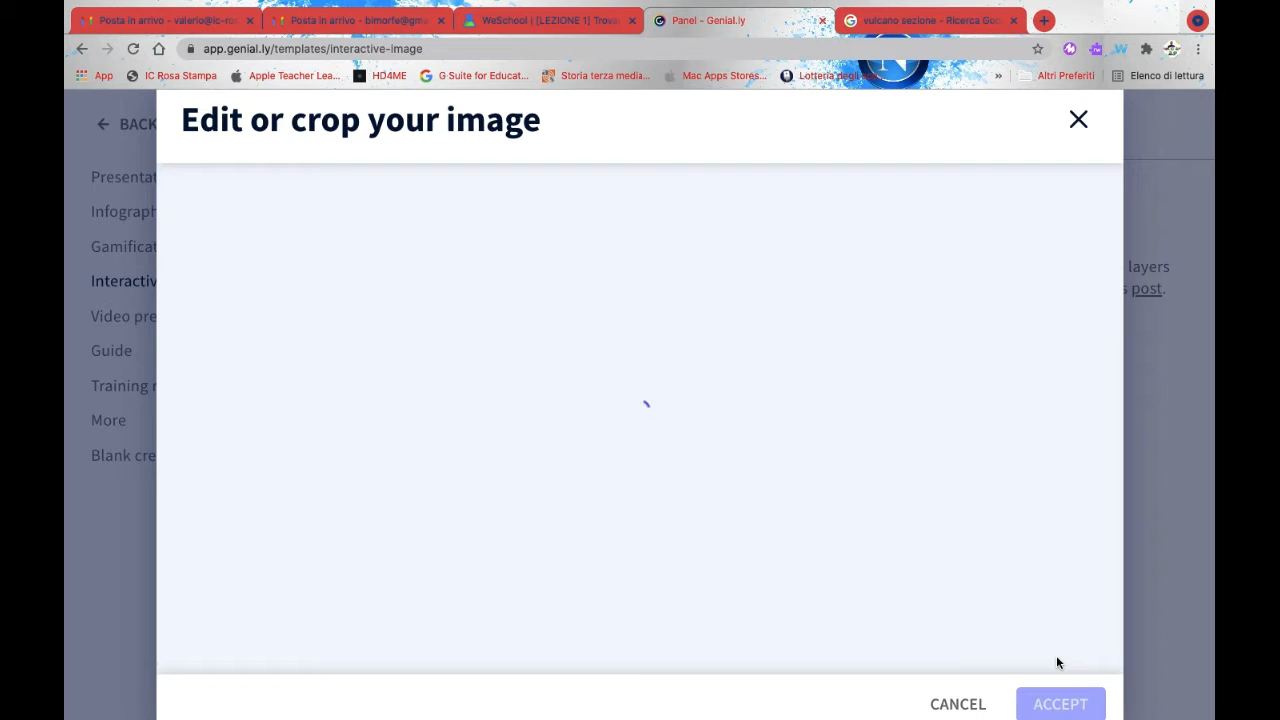 Posta in arrivo - valerio@ic-ro
Posta in arrivo - bimorfe@gma
WeSchool | [LEZIONE 1] Trova
Panel - Genial.ly
vulcano sezione - Ricerca Goo
app.genial.ly/templates/interactive-image
App
IC Rosa Stampa
Apple Teacher Lea...
HD4ME
G Suite for Educat...
Storia terza media...
Mac Apps Stores...
Lotteria degli
»
Altri Preferiti
Elenco di lettura
BACK
Edit or crop your image
Presentat
Infograph
Gamificat
Interactiv
Video pre
Guide
Training r
More
Blank cre
layers
s post.
CANCEL
ACCEPT